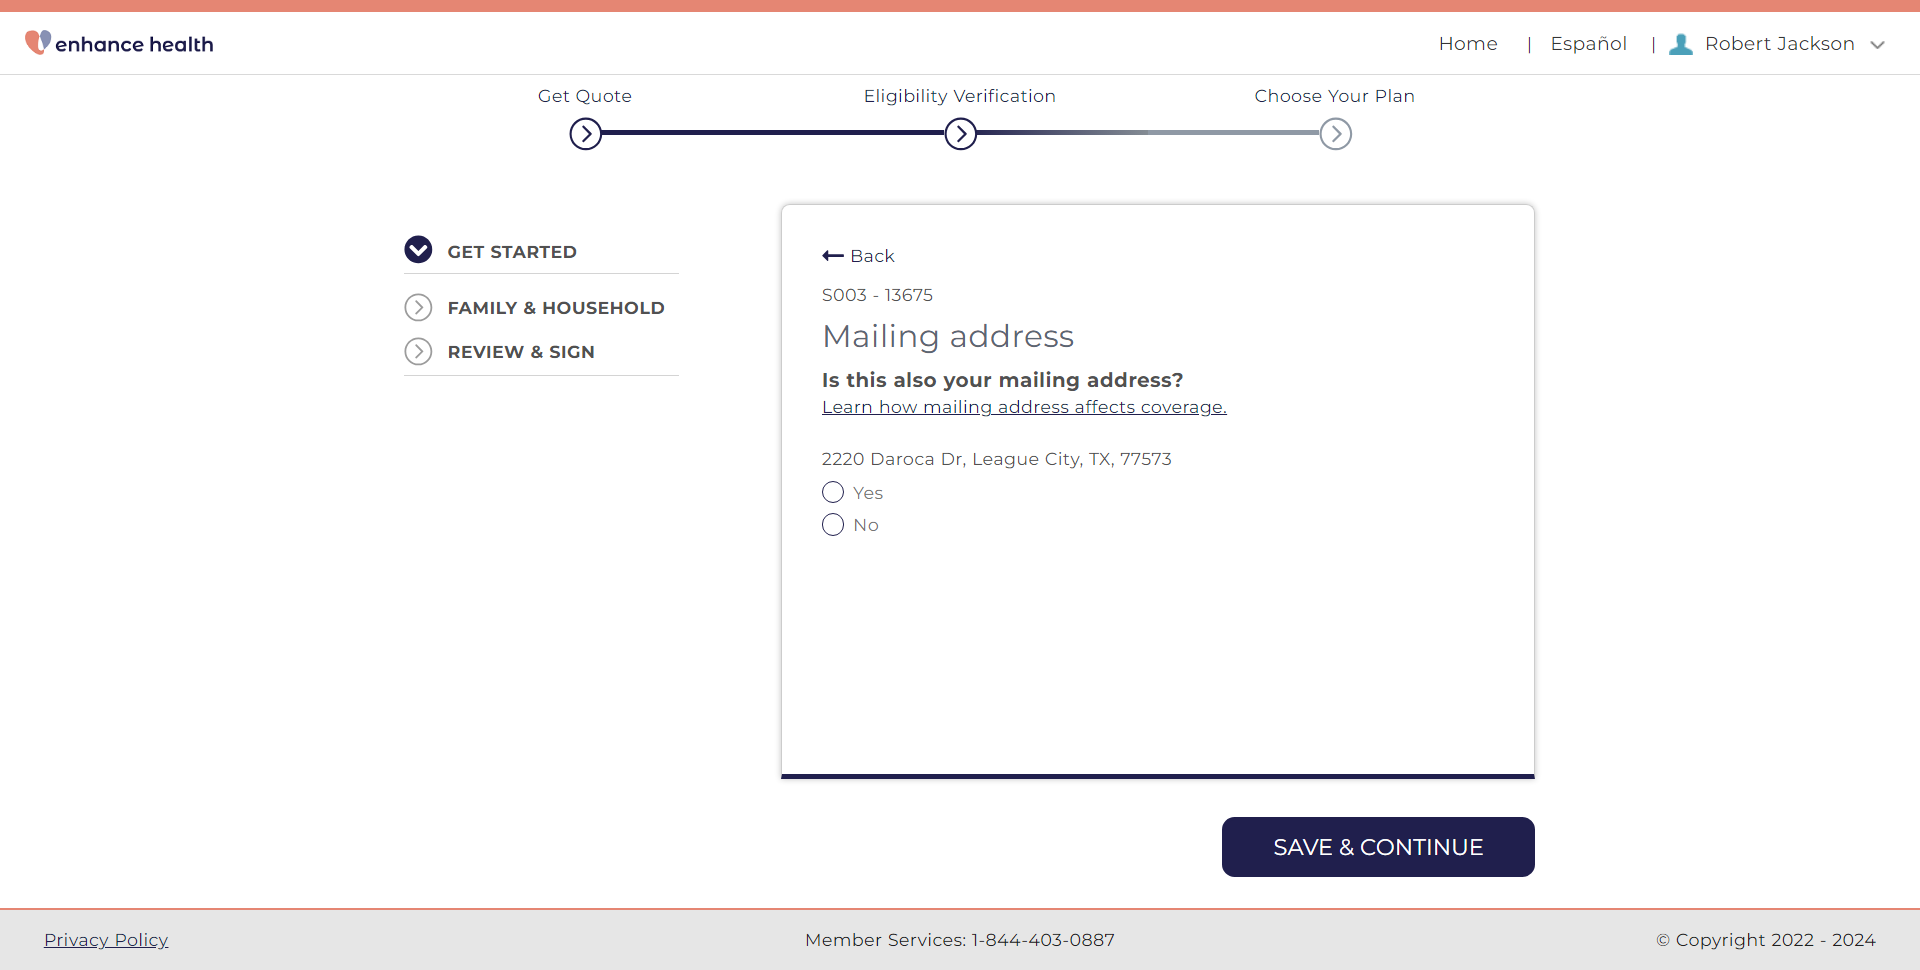 enhance health
Home | Español | Robert Jackson
Get Quote
Eligibility Verification
Choose Your Plan
GET STARTED
FAMILY & HOUSEHOLD
REVIEW & SIGN
Back
S003 - 13675
Mailing address
Is this also your mailing address?
Learn how mailing address affects coverage.
2220 Daroca Dr, League City, TX, 77573
Yes
No
SAVE & CONTINUE
Privacy Policy
Member Services: 1-844-403-0887
© Copyright 2022 - 2024